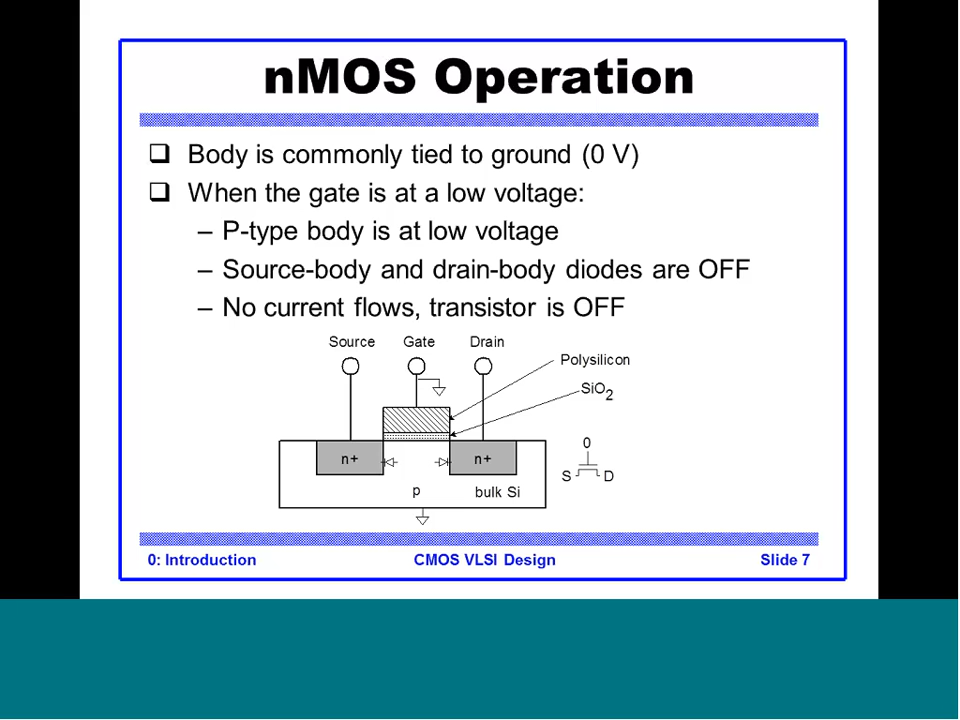 nMOS Operation
❑ Body is commonly tied to ground (0 V)
❑ When the gate is at a low voltage:
– P-type body is at low voltage
– Source-body and drain-body diodes are OFF
– No current flows, transistor is OFF
Source Gate Drain
Polysilicon
SiO2
n+ n+
p bulk Si
0
S D
0: Introduction CMOS VLSI Design Slide 7